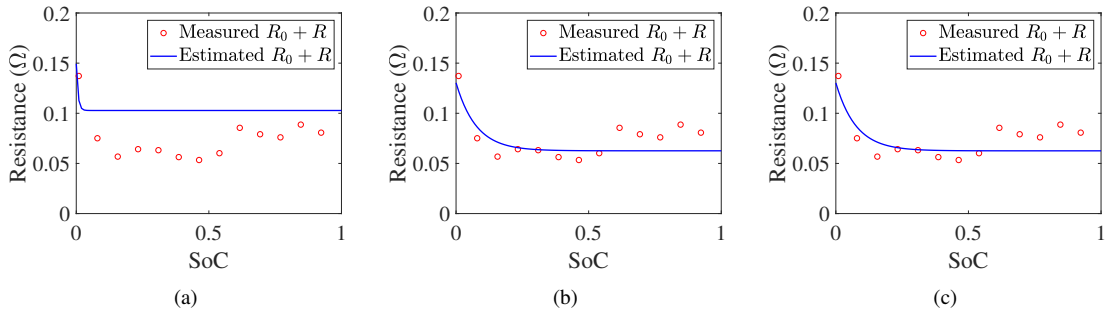 0.2
0.15
0.1
0.05
0
Resistance (Ω)
Measured R₀ + R
Estimated R₀ + R
0 0.5 1
SoC
(a)
0.2
0.15
0.1
0.05
0
Resistance (Ω)
Measured R₀ + R
Estimated R₀ + R
0 0.5 1
SoC
(b)
0.2
0.15
0.1
0.05
0
Resistance (Ω)
Measured R₀ + R
Estimated R₀ + R
0 0.5 1
SoC
(c)